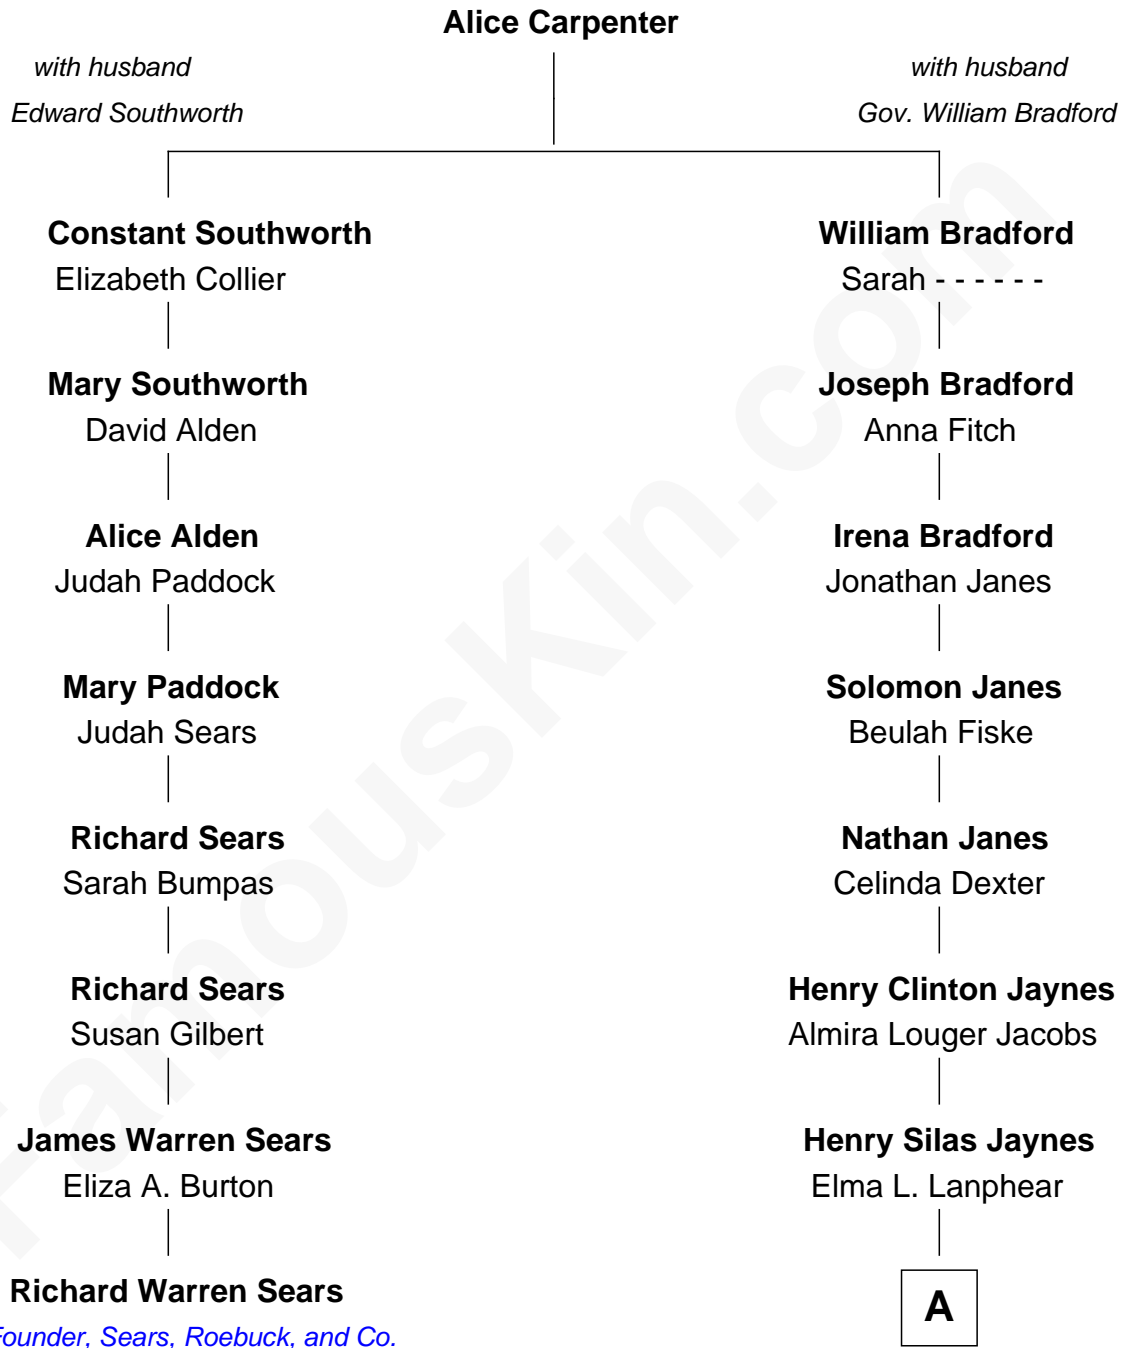 Alice Carpenter
with husband
Edward Southworth
with husband
Gov. William Bradford
Constant Southworth
Elizabeth Collier
William Bradford
Sarah - - - - - -
Mary Southworth
David Alden
Joseph Bradford
Anna Fitch
Alice Alden
Judah Paddock
Irena Bradford
Jonathan Janes
Mary Paddock
Judah Sears
Solomon Janes
Beulah Fiske
Richard Sears
Sarah Bumpas
Nathan Janes
Celinda Dexter
Richard Sears
Susan Gilbert
Henry Clinton Jaynes
Almira Louger Jacobs
James Warren Sears
Eliza A. Burton
Henry Silas Jaynes
Elma L. Lanphear
Richard Warren Sears
Founder, Sears, Roebuck, and Co.
A
FamousKin.com